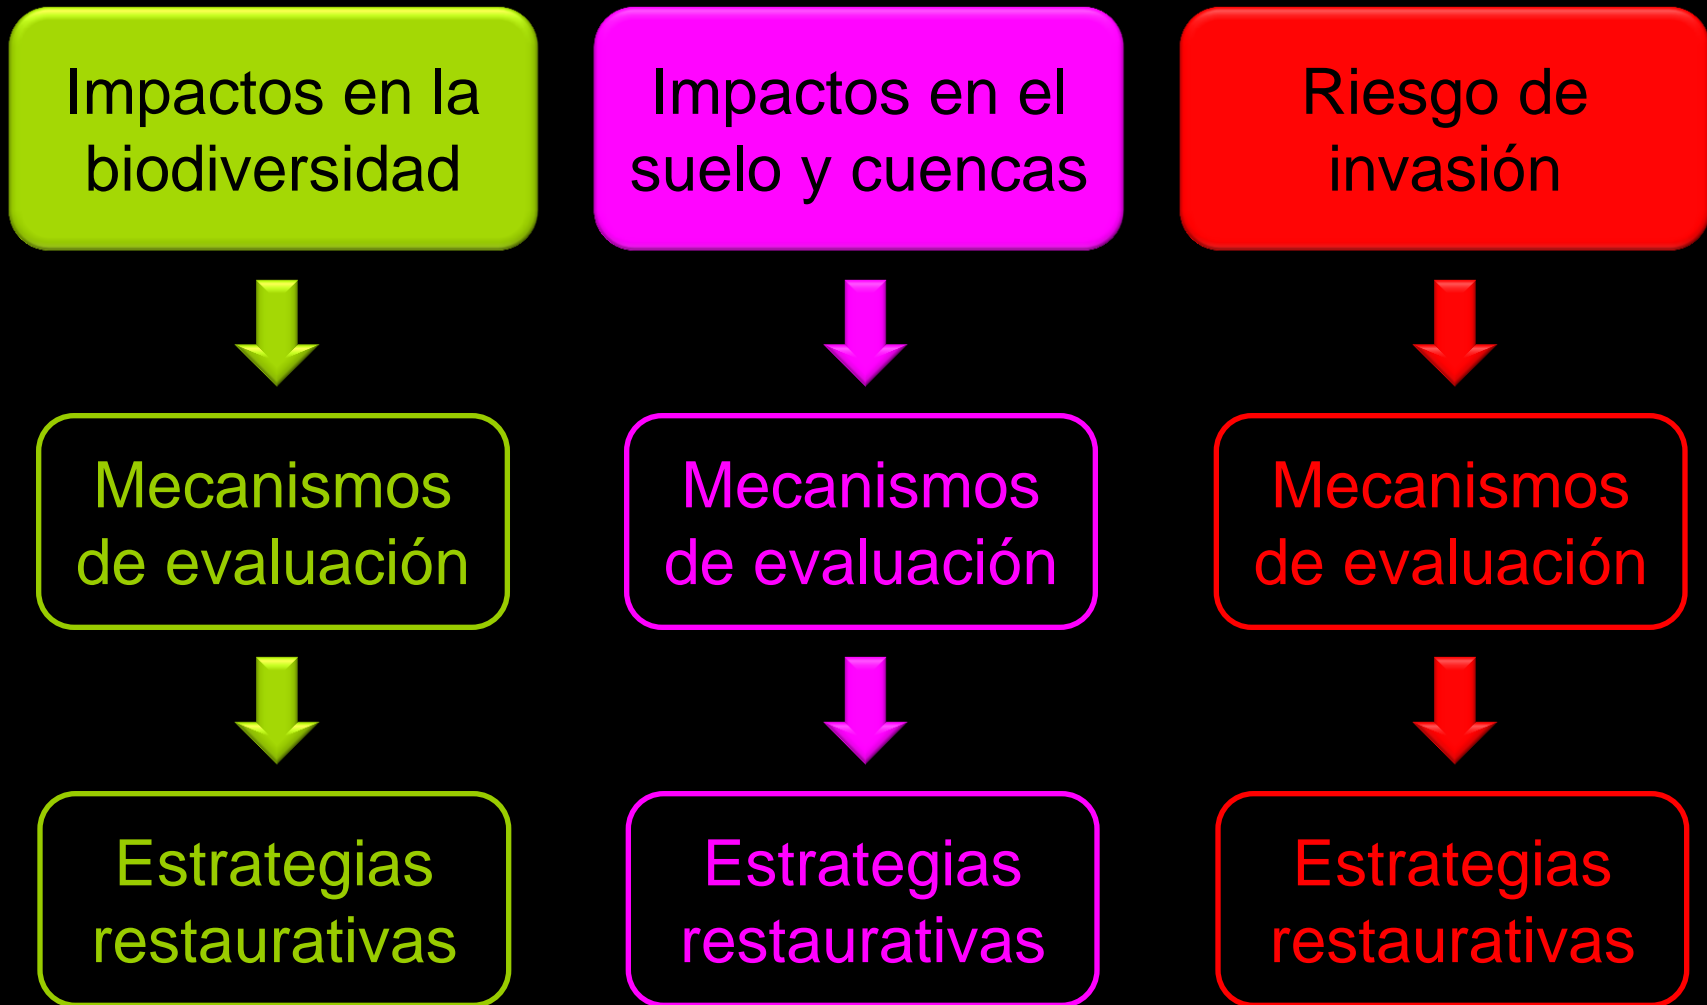 Impactos en la
biodiversidad
Impactos en el
suelo y cuencas
Riesgo de
invasión
Mecanismos
de evaluación
Mecanismos
de evaluación
Mecanismos
de evaluación
Estrategias
restaurativas
Estrategias
restaurativas
Estrategias
restaurativas